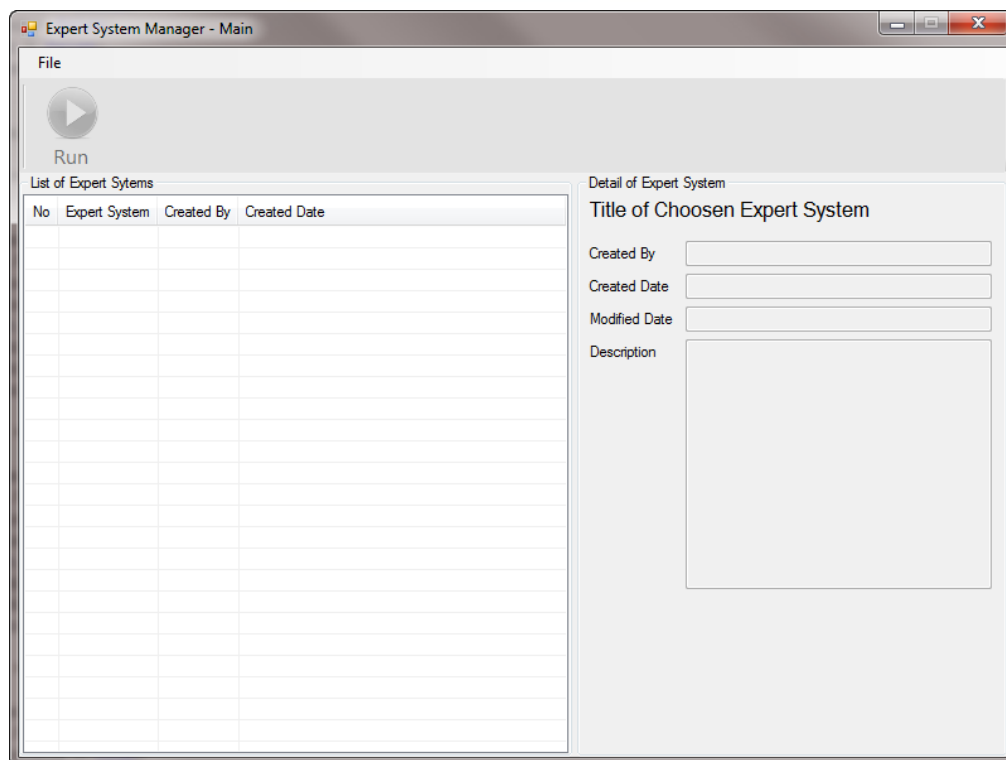 Expert System Manager - Main
File
Run
List of Expert Sytems
No Expert System Created By Created Date
Detail of Expert System
Title of Choosen Expert System
Created By
Created Date
Modified Date
Description